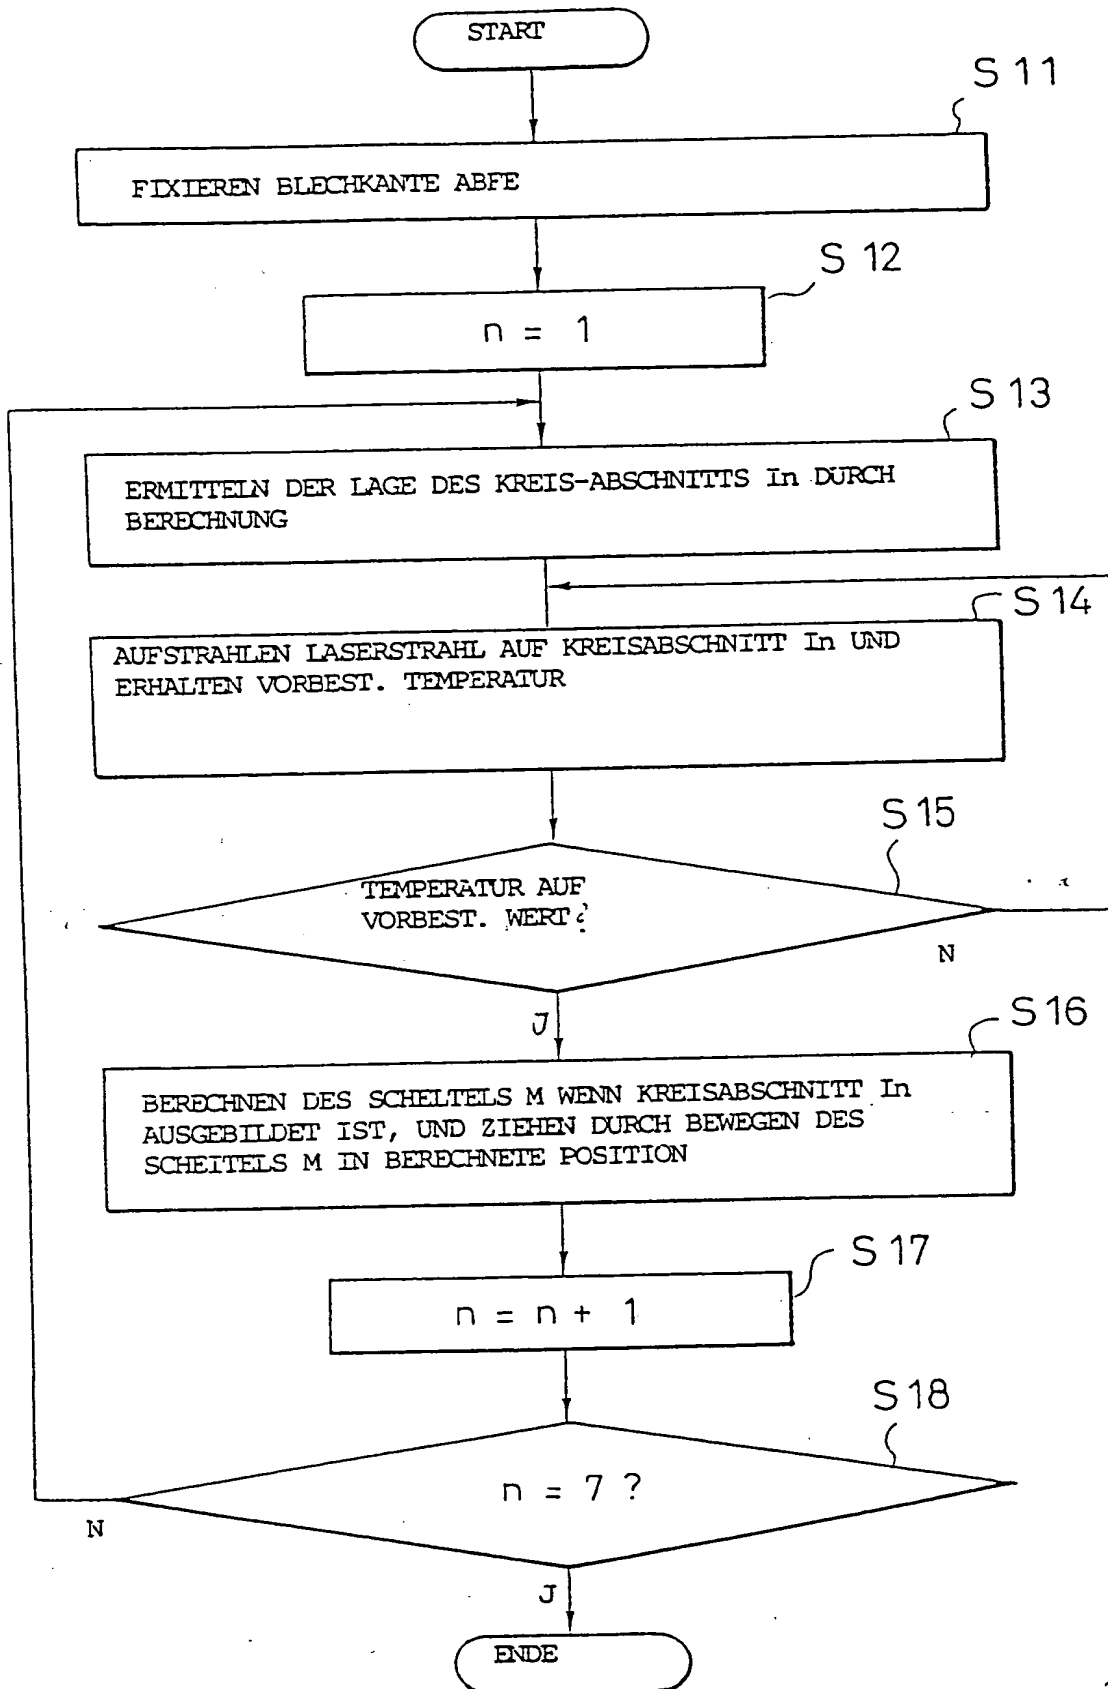 START
S 11
FIXIEREN BLECHKANTE ABFE
S 12
n = 1
S 13
ERMITTELN DER LAGE DES KREIS-ABSCHNITTS In DURCH
BERECHNUNG
S 14
AUFSTRAHLEN LASERSTRAHL AUF KREISABSCHNITT In UND
ERHALTEN VORBEST. TEMPERATUR
S 15
TEMPERATUR AUF
VORBEST. WERT?
N
J
S 16
BERECHNEN DES SCHEITELS M WENN KREISABSCHNITT In
AUSGEBILDET IST, UND ZIEHEN DURCH BEWEGEN DES
SCHEITELS M IN BERECHNETE POSITION
S 17
n = n + 1
S 18
n = 7 ?
N
J
ENDE